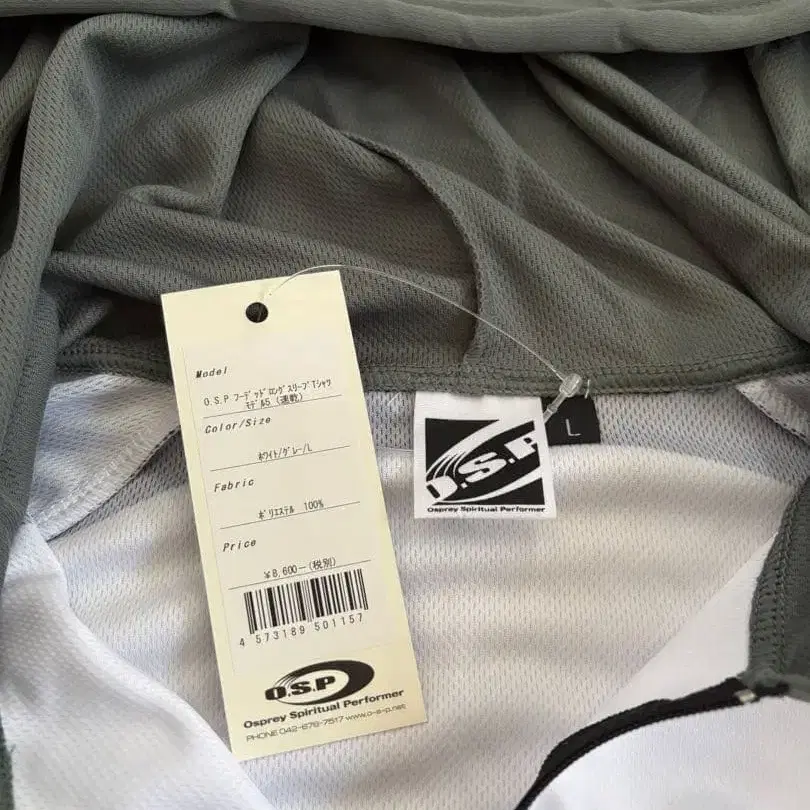 Model
O.S.P フーデッドロングスリーブTシャツ
モデル5 (速乾)
Color/Size
ホワイト/グレー/L
Fabric
ポリエステル 100%
Price
¥8,600-(税別)
4 573189 501157
O.S.P
Osprey Spiritual Performer
PHONE 042-678-7517 www.o-s-p.net
O.S.P
Osprey Spiritual Performer
L